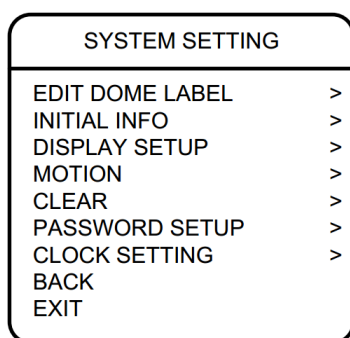 SYSTEM SETTING
EDIT DOME LABEL >
INITIAL INFO >
DISPLAY SETUP >
MOTION >
CLEAR >
PASSWORD SETUP >
CLOCK SETTING >
BACK
EXIT